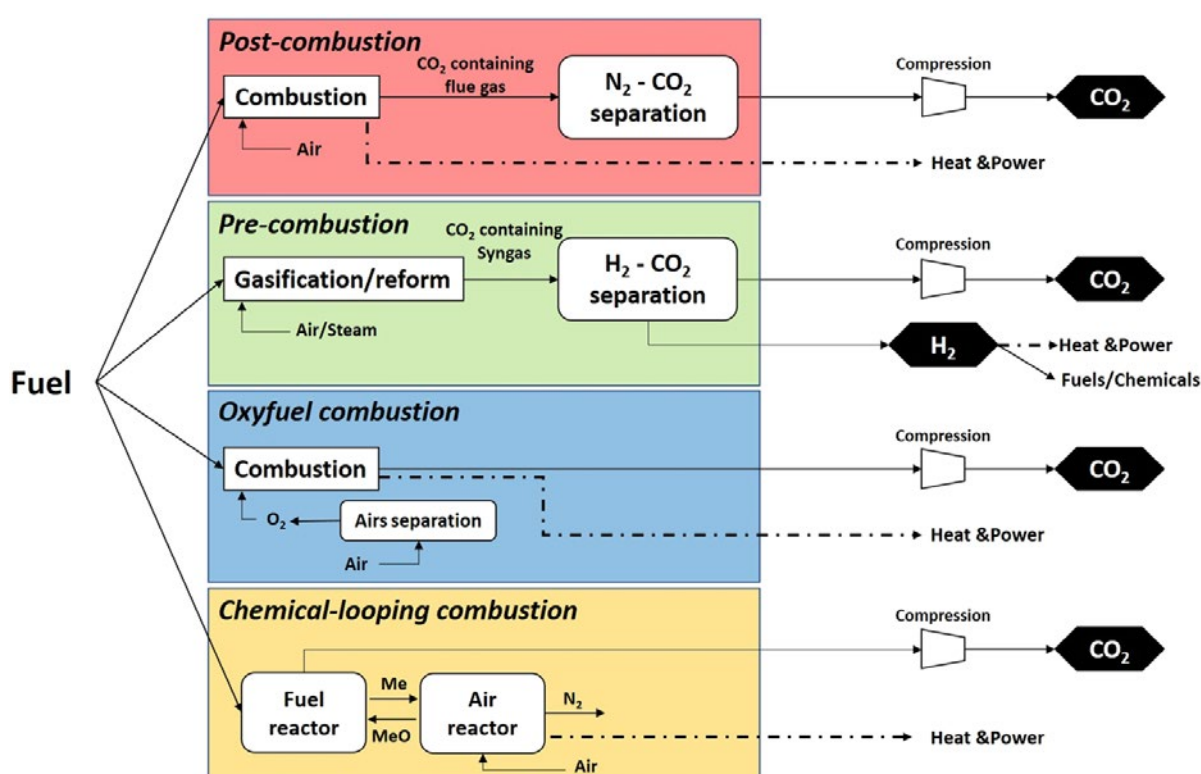 Fuel
Post-combustion
Combustion
Air
CO₂ containing
flue gas
N₂ - CO₂
separation
Compression
CO₂
Heat &Power
Pre-combustion
Gasification/reform
Air/Steam
CO₂ containing
Syngas
H₂ - CO₂
separation
Compression
CO₂
H₂
Heat &Power
Fuels/Chemicals
Oxyfuel combustion
Combustion
O₂
Airs separation
Air
Compression
CO₂
Heat &Power
Chemical-looping combustion
Fuel
reactor
Me
MeO
Air
reactor
N₂
Air
Compression
CO₂
Heat &Power